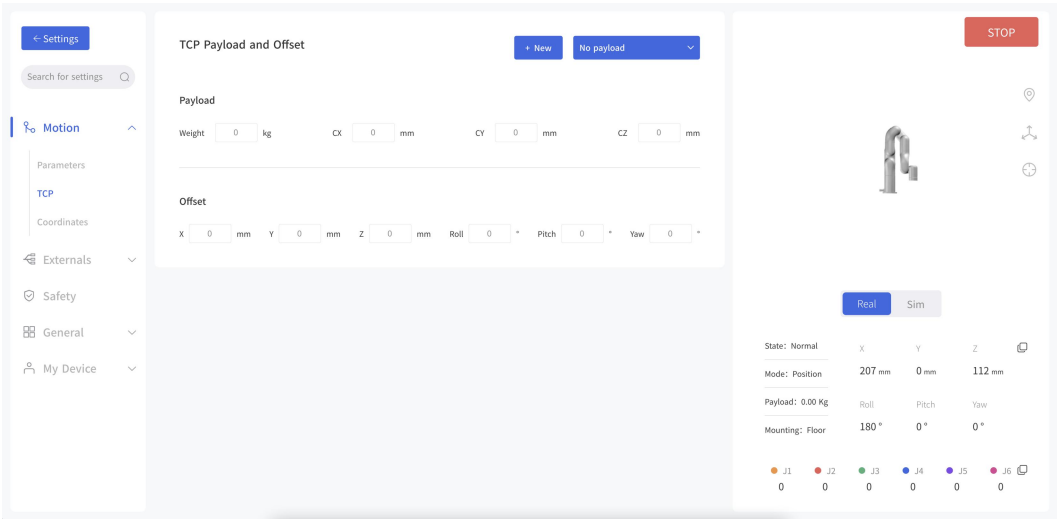 ← Settings
Search for settings
Motion
Parameters
TCP
Coordinates
Externals
Safety
General
My Device
TCP Payload and Offset
+ New
No payload
Payload
Weight 0 kg CX 0 mm CY 0 mm CZ 0 mm
Offset
X 0 mm Y 0 mm Z 0 mm Roll 0 ° Pitch 0 ° Yaw 0 °
STOP
Real Sim
State: Normal
Mode: Position
Payload: 0.00 Kg
Mounting: Floor
X Y Z
207 mm 0 mm 112 mm
Roll Pitch Yaw
180 ° 0 ° 0 °
J1 J2 J3 J4 J5 J6
0 0 0 0 0 0